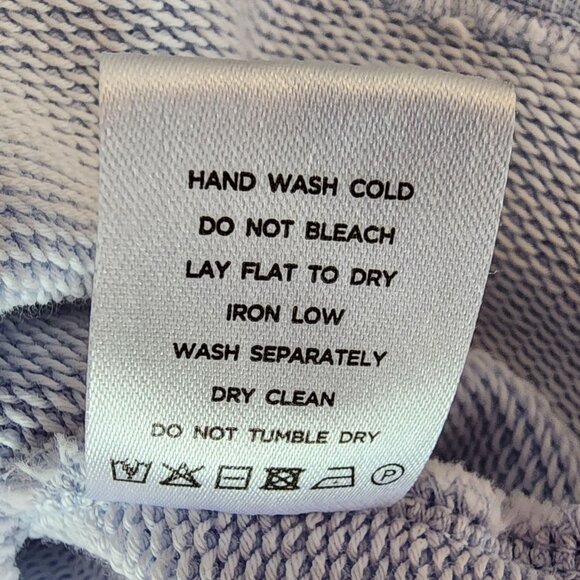 HAND WASH COLD
DO NOT BLEACH
LAY FLAT TO DRY
IRON LOW
WASH SEPARATELY
DRY CLEAN
DO NOT TUMBLE DRY
P